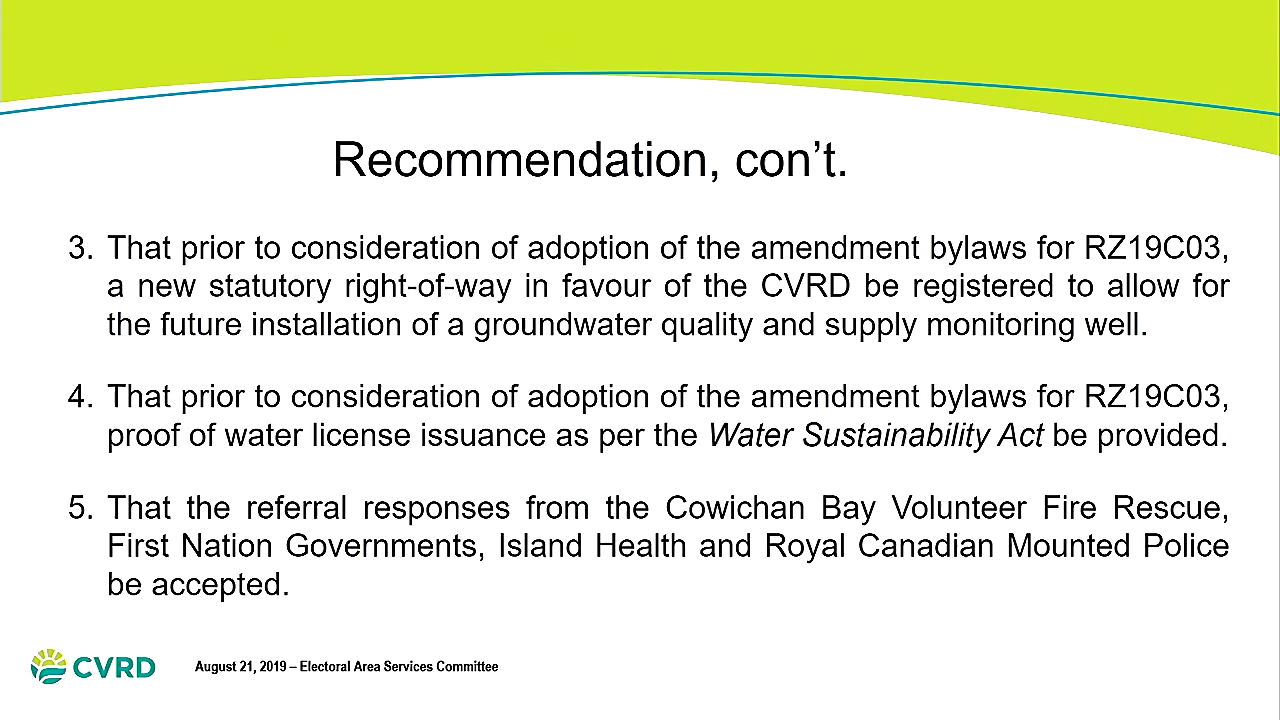 Recommendation, con’t.
3. That prior to consideration of adoption of the amendment bylaws for RZ19C03,
a new statutory right-of-way in favour of the CVRD be registered to allow for
the future installation of a groundwater quality and supply monitoring well.
4. That prior to consideration of adoption of the amendment bylaws for RZ19C03,
proof of water license issuance as per the Water Sustainability Act be provided.
5. That the referral responses from the Cowichan Bay Volunteer Fire Rescue,
First Nation Governments, Island Health and Royal Canadian Mounted Police
be accepted.
CVRD
August 21, 2019 – Electoral Area Services Committee